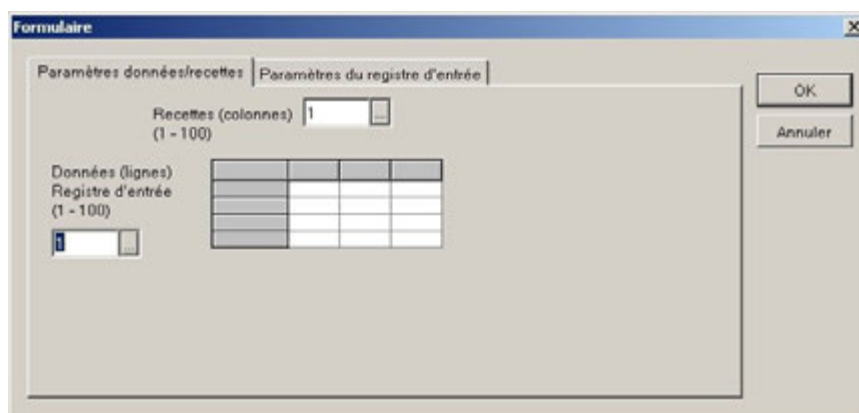 Formulaire
Paramètres données/recettes
Paramètres du registre d'entrée
Recettes (colonnes)
(1 - 100)
1
...
OK
Annuler
Données (lignes)
Registre d'entrée
(1 - 100)
1
...